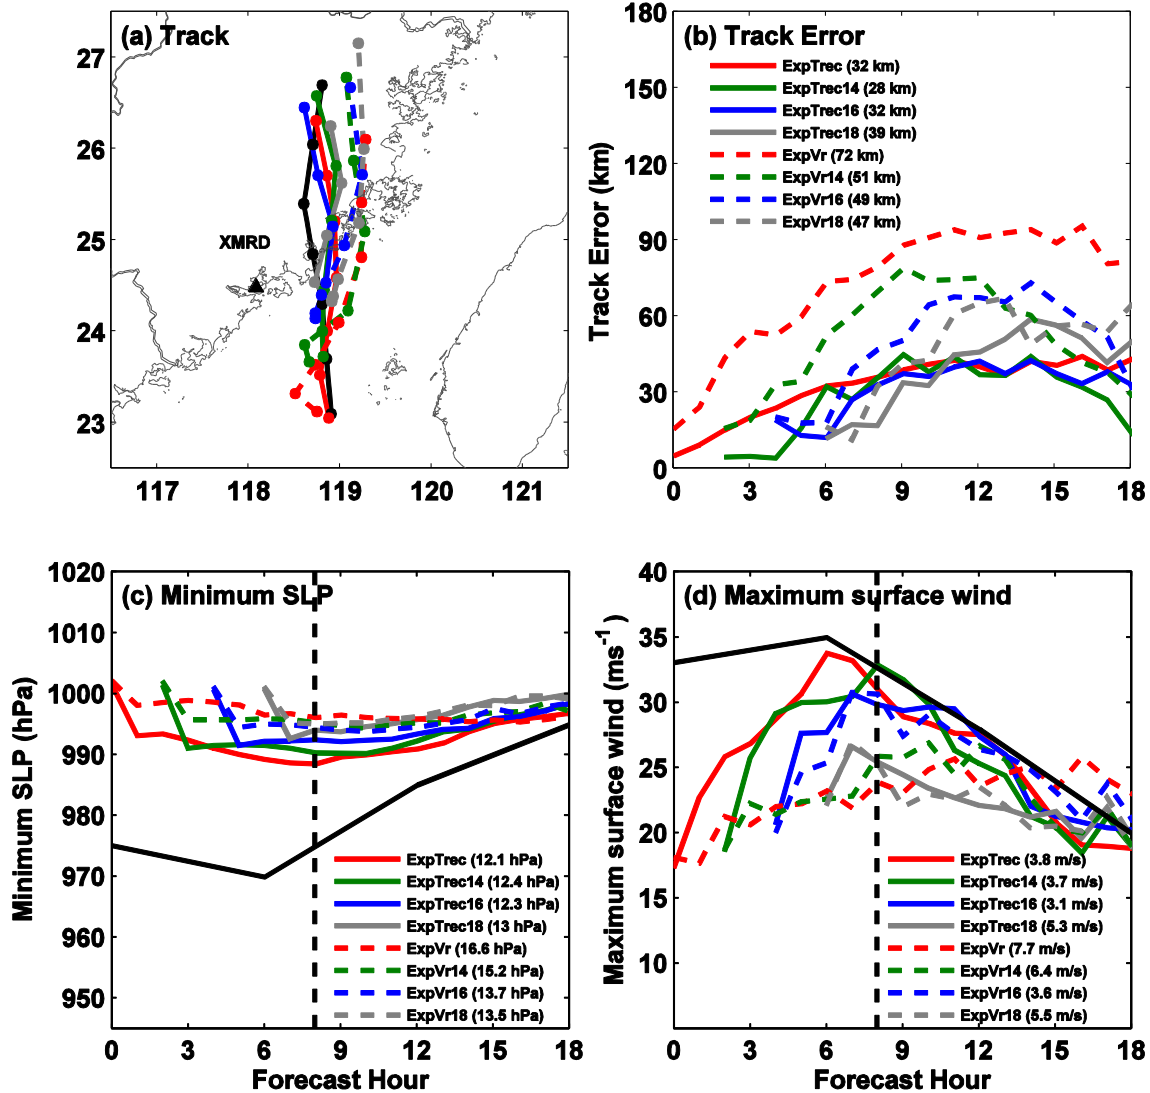 (a) Track
27
26
25
24
23
XMRD
117
118
119
120
121
(b) Track Error
180
150
120
90
60
30
0
Track Error (km)
ExpTrec (32 km)
ExpTrec14 (28 km)
ExpTrec16 (32 km)
ExpTrec18 (39 km)
ExpVr (72 km)
ExpVr14 (51 km)
ExpVr16 (49 km)
ExpVr18 (47 km)
0
3
6
9
12
15
18
(c) Minimum SLP
1020
1010
1000
990
980
970
960
950
Minimum SLP (hPa)
ExpTrec (12.1 hPa)
ExpTrec14 (12.4 hPa)
ExpTrec16 (12.3 hPa)
ExpTrec18 (13 hPa)
ExpVr (16.6 hPa)
ExpVr14 (15.2 hPa)
ExpVr16 (13.7 hPa)
ExpVr18 (13.5 hPa)
0
3
6
9
12
15
18
Forecast Hour
(d) Maximum surface wind
40
35
30
25
20
15
10
Maximum surface wind (ms-1 )
ExpTrec (3.8 m/s)
ExpTrec14 (3.7 m/s)
ExpTrec16 (3.1 m/s)
ExpTrec18 (5.3 m/s)
ExpVr (7.7 m/s)
ExpVr14 (6.4 m/s)
ExpVr16 (3.6 m/s)
ExpVr18 (5.5 m/s)
0
3
6
9
12
15
18
Forecast Hour